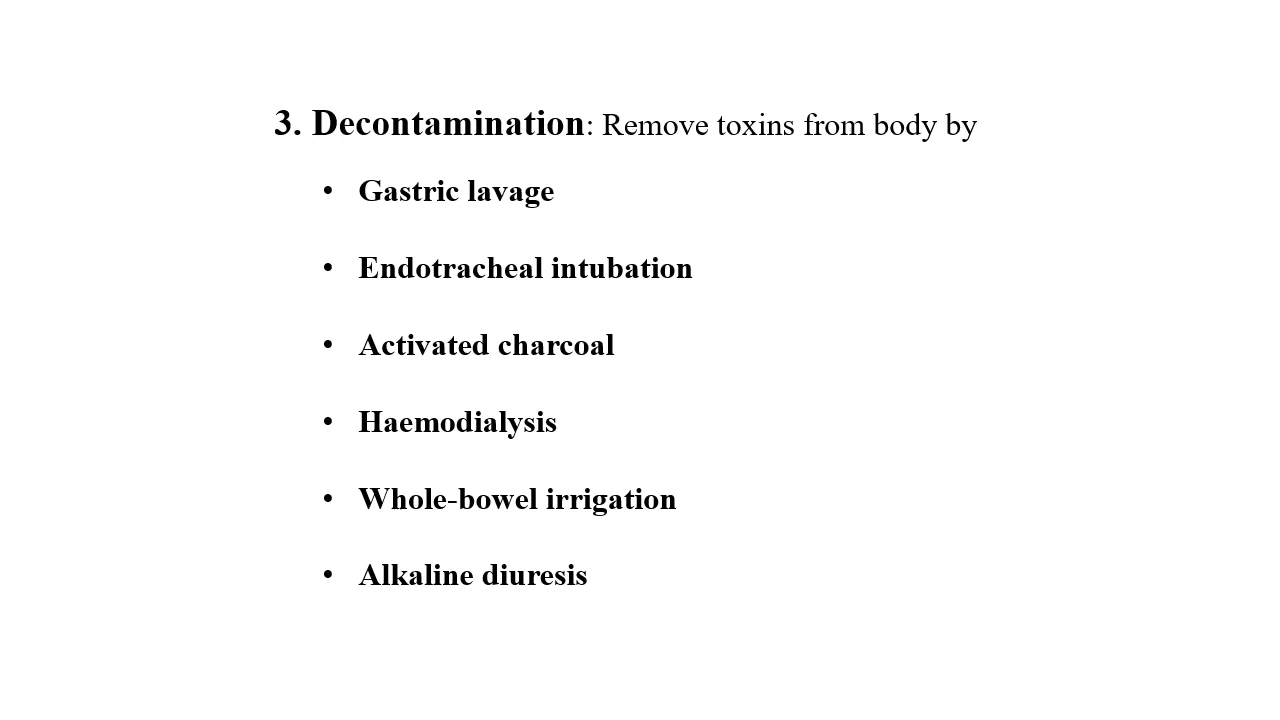 3. Decontamination: Remove toxins from body by
• Gastric lavage
• Endotracheal intubation
• Activated charcoal
• Haemodialysis
• Whole-bowel irrigation
• Alkaline diuresis